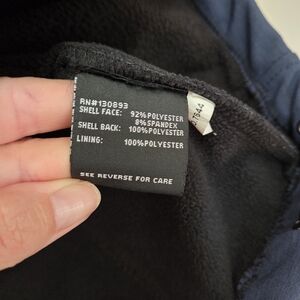 RN#130893
SHELL FACE: 92%POLYESTER
8%SPANDEX
SHELL BACK: 100%POLYESTER
LINING: 100%POLYESTER
SEE REVERSE FOR CARE